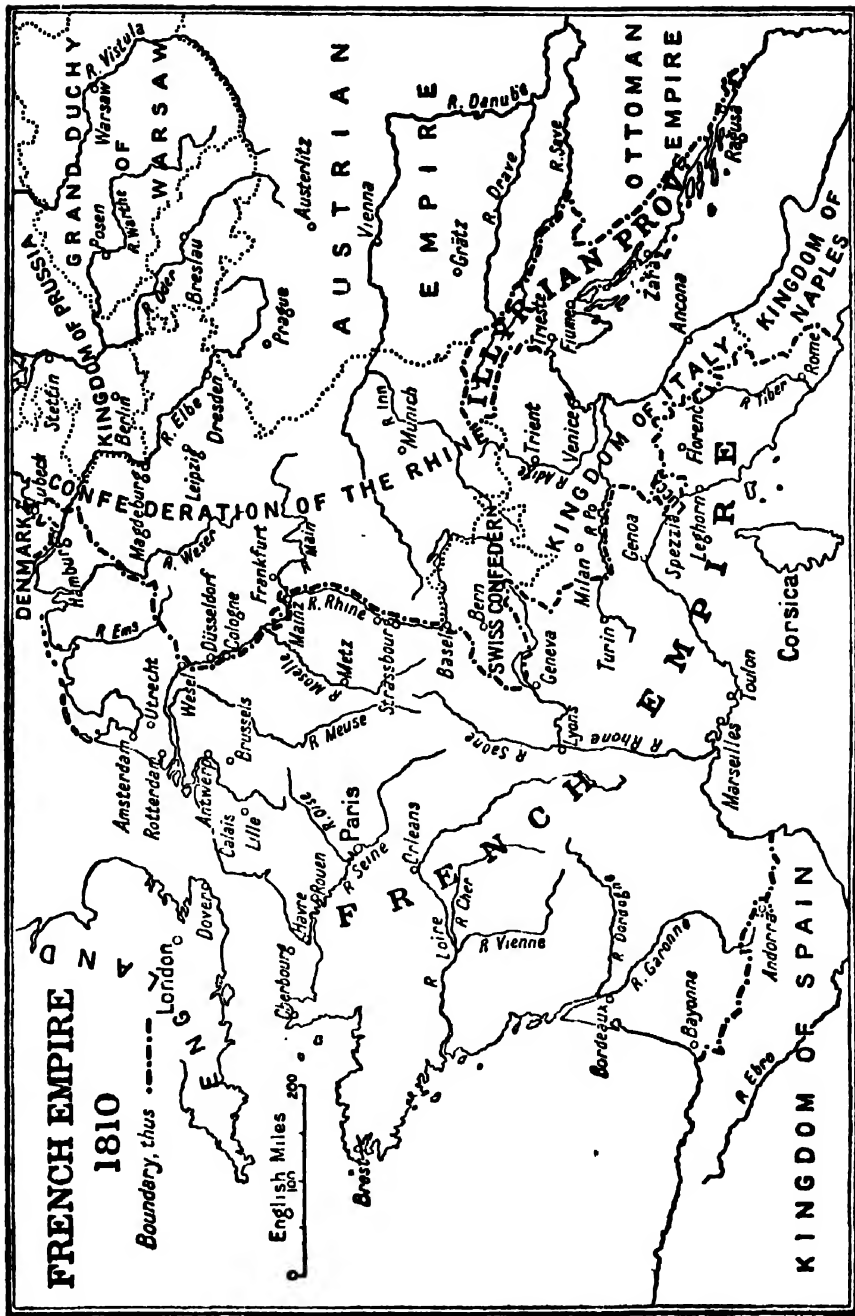 FRENCH EMPIRE
1810
Boundary, thus
English Miles
0 100 200
ENGLAND
London
Dover
DENMARK
Lübeck
Hamburg
Stettin
KINGDOM OF PRUSSIA
Berlin
GRAND DUCHY
OF
WARSAW
Posen
Warsaw
R. Vistula
R. Warthe
R. Oder
Breslau
Magdeburg
R. Elbe
Leipzig
Dresden
CONFEDERATION OF THE RHINE
R. Ems
R. Weser
Amsterdam
Utrecht
Rotterdam
Wesel
Düsseldorf
Cologne
Antwerp
Brussels
Calais
Lille
Frankfurt
Main
Mainz
R. Rhine
R Moselle
Metz
R Meuse
Strassbour
Prague
Austerlitz
AUSTRIAN
EMPIRE
Vienna
R. Danube
Grätz
R. Drave
R. Save
R Inn
Munich
Cherbourg
Havre
Rouen
R. Oise
Paris
R Seine
Brest
Orleans
R Loire
R Cher
R Vienne
FRENCH EMPIRE
R Saone
Basel
Bern
SWISS CONFEDERN
Geneva
Lyons
R Rhone
Bordeaux
R Dordogne
R. Garonne
Bayonne
Andorra
R Ebro
KINGDOM OF SPAIN
Marseilles
Toulon
Turin
Milan
R Po
Genoa
KINGDOM OF ITALY
R Adige
Trient
Venice
Trieste
Fiume
ILLYRIAN PROV.
Zara
Ragusa
OTTOMAN
EMPIRE
Spezzia
Lucca
Leghorn
Florence
Ancona
R Tiber
Rome
KINGDOM OF
NAPLES
Corsica